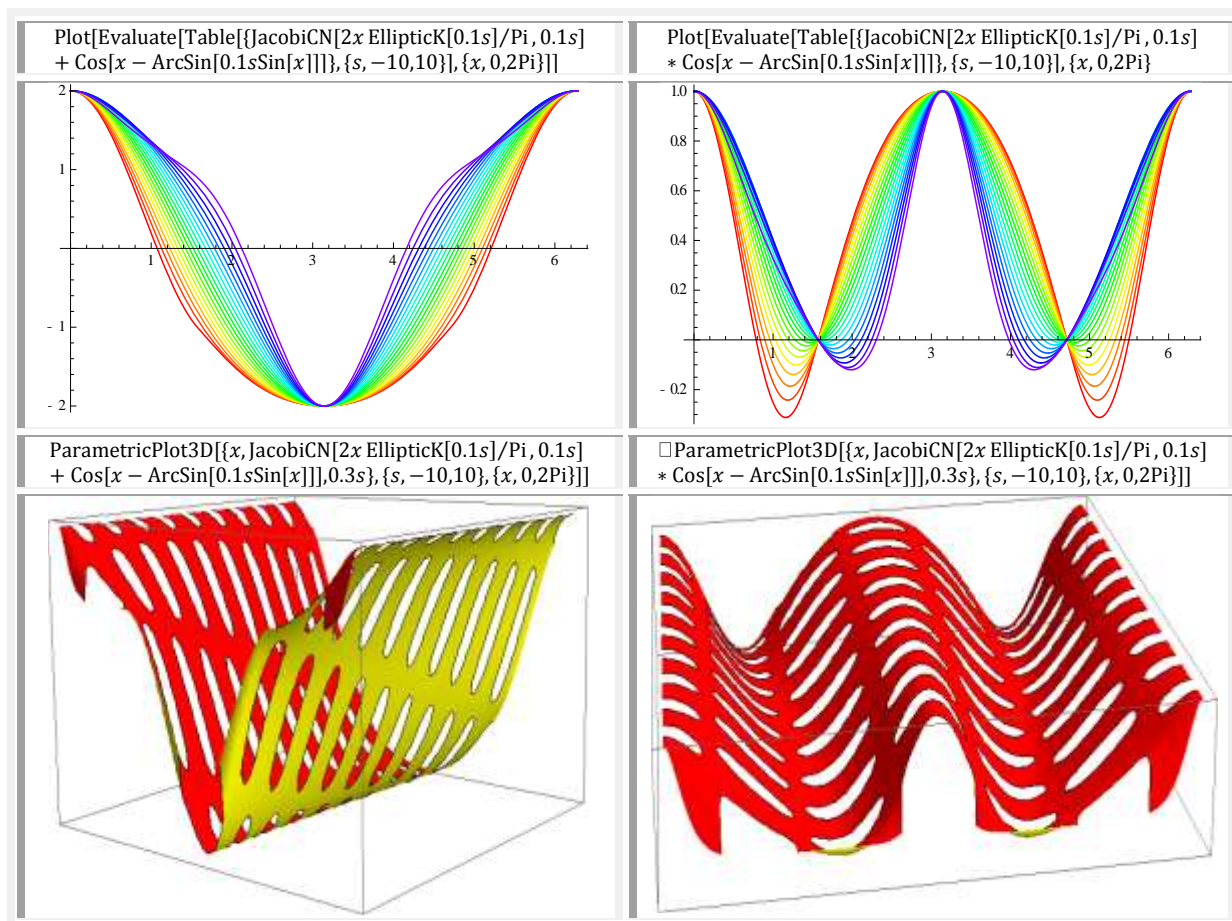 Plot[Evaluate[Table[{JacobiCN[2x EllipticK[0.1s]/Pi , 0.1s]
+ Cos[x − ArcSin[0.1sSin[x]]]},{s,−10,10}],{x,0,2Pi}]]
Plot[Evaluate[Table[{JacobiCN[2x EllipticK[0.1s]/Pi , 0.1s]
∗ Cos[x − ArcSin[0.1sSin[x]]]},{s,−10,10}],{x,0,2Pi}
2
1
- 1
- 2
1
2
3
4
5
6
1.0
0.8
0.6
0.4
0.2
- 0.2
1
2
3
4
5
6
ParametricPlot3D[{x, JacobiCN[2x EllipticK[0.1s]/Pi , 0.1s]
+ Cos[x − ArcSin[0.1sSin[x]]],0.3s},{s,−10,10},{x,0,2Pi}]]
□ParametricPlot3D[{x, JacobiCN[2x EllipticK[0.1s]/Pi , 0.1s]
∗ Cos[x − ArcSin[0.1sSin[x]]],0.3s},{s,−10,10},{x,0,2Pi}]]